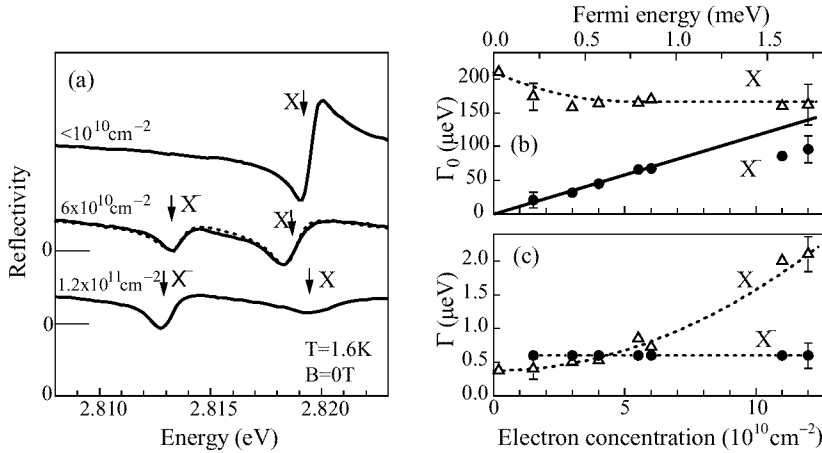 (a)
X
<10¹⁰cm⁻²
6x10¹⁰cm⁻²
X⁻
X
1.2x10¹¹cm⁻²
X⁻
X
0
0
0
T=1.6K
B=0T
Reflectivity
2.810 2.815 2.820
Energy (eV)
Fermi energy (meV)
0.0 0.5 1.0 1.5
200
150
100
50
0
Γ₀ (μeV)
X
(b)
X⁻
(c)
2.0
1.5
1.0
0.5
0.0
Γ (μeV)
X
X⁻
0 5 10
Electron concentration (10¹⁰cm⁻²)